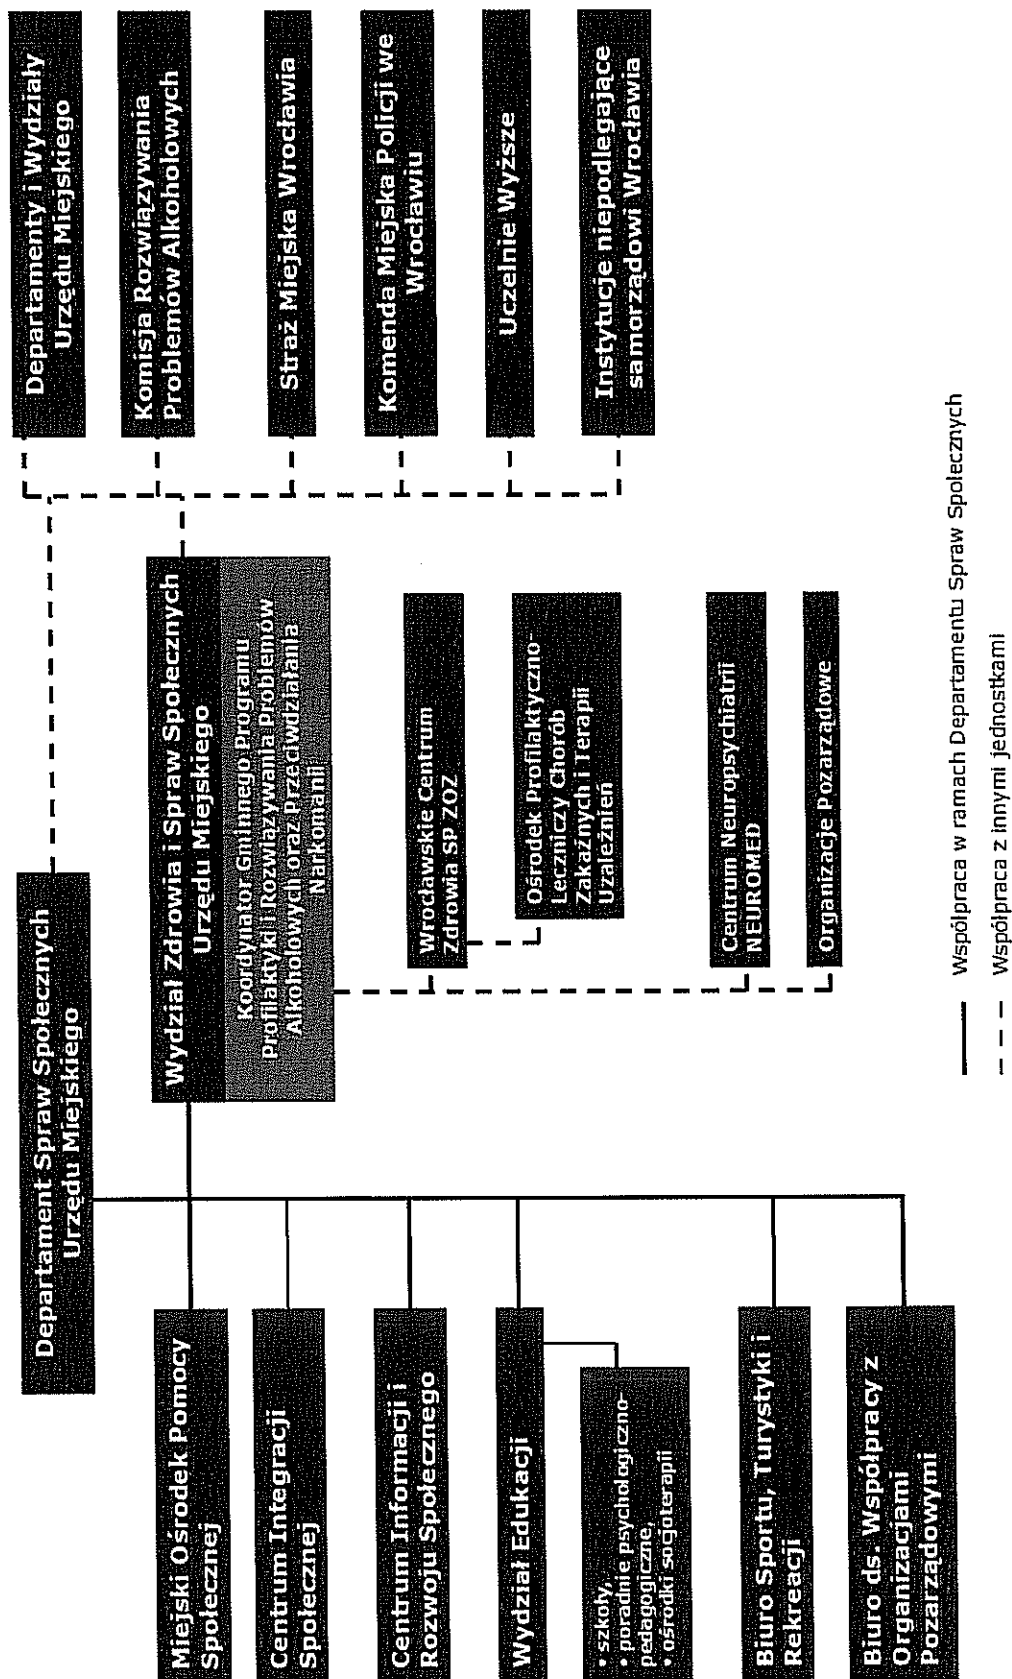 Departament Spraw Społecznych
Urzędu Miejskiego
Miejski Ośrodek Pomocy
Społecznej
Centrum Integracji
Społecznej
Centrum Informacji i
Rozwoju Społecznego
Wydział Edukacji
• szkoły,
• poradnie psychologiczno-
pedagogiczne,
• ośrodki socjoterapii
Biuro Sportu, Turystyki i
Rekreacji
Biuro ds. Współpracy z
Organizacjami
Pozarządowymi
Wydział Zdrowia i Spraw Społecznych
Urzędu Miejskiego
Koordynator Gminnego Programu
Profilaktyki i Rozwiązywania Problemów
Alkoholowych oraz Przeciwdziałania
Narkomanii
Wrocławskie Centrum
Zdrowia SP ZOZ
Ośrodek Profilaktyczno-
Leczniczy Chorób
Zakaźnych i Terapii
Uzależnień
Centrum Neuropsychiatrii
NEUROMED
Organizacje Pozarządowe
Departamenty i Wydziały
Urzędu Miejskiego
Komisja Rozwiązywania
Problemów Alkoholowych
Straż Miejska Wrocławia
Komenda Miejska Policji we
Wrocławiu
Uczelnie Wyższe
Instytucje niepodlegające
samorządowi Wrocławia
Współpraca w ramach Departamentu Spraw Społecznych
Współpraca z innymi jednostkami